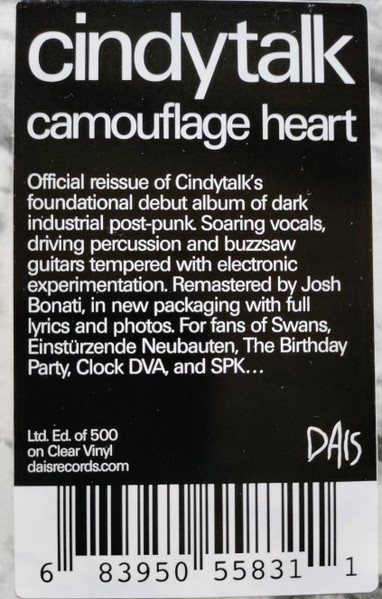 cindytalk
camouflage heart
Official reissue of Cindytalk's
foundational debut album of dark
industrial post-punk. Soaring vocals,
driving percussion and buzzsaw
guitars tempered with electronic
experimentation. Remastered by Josh
Bonati, in new packaging with full
lyrics and photos. For fans of Swans,
Einstürzende Neubauten, The Birthday
Party, Clock DVA, and SPK...
Ltd. Ed. of 500
on Clear Vinyl
daisrecords.com
DAIS
6 83950 55831 1